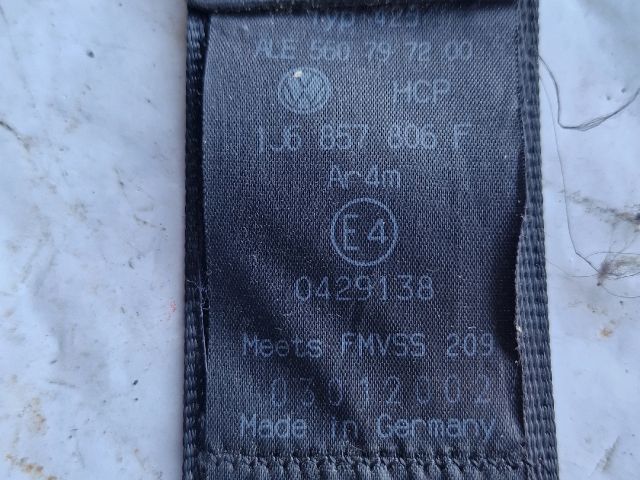 ALE 560 79 72 00
HCP
1J6 857 806 F
Ar4m
E4
0429138
Meets FMVSS 209
03012002
Made in Germany